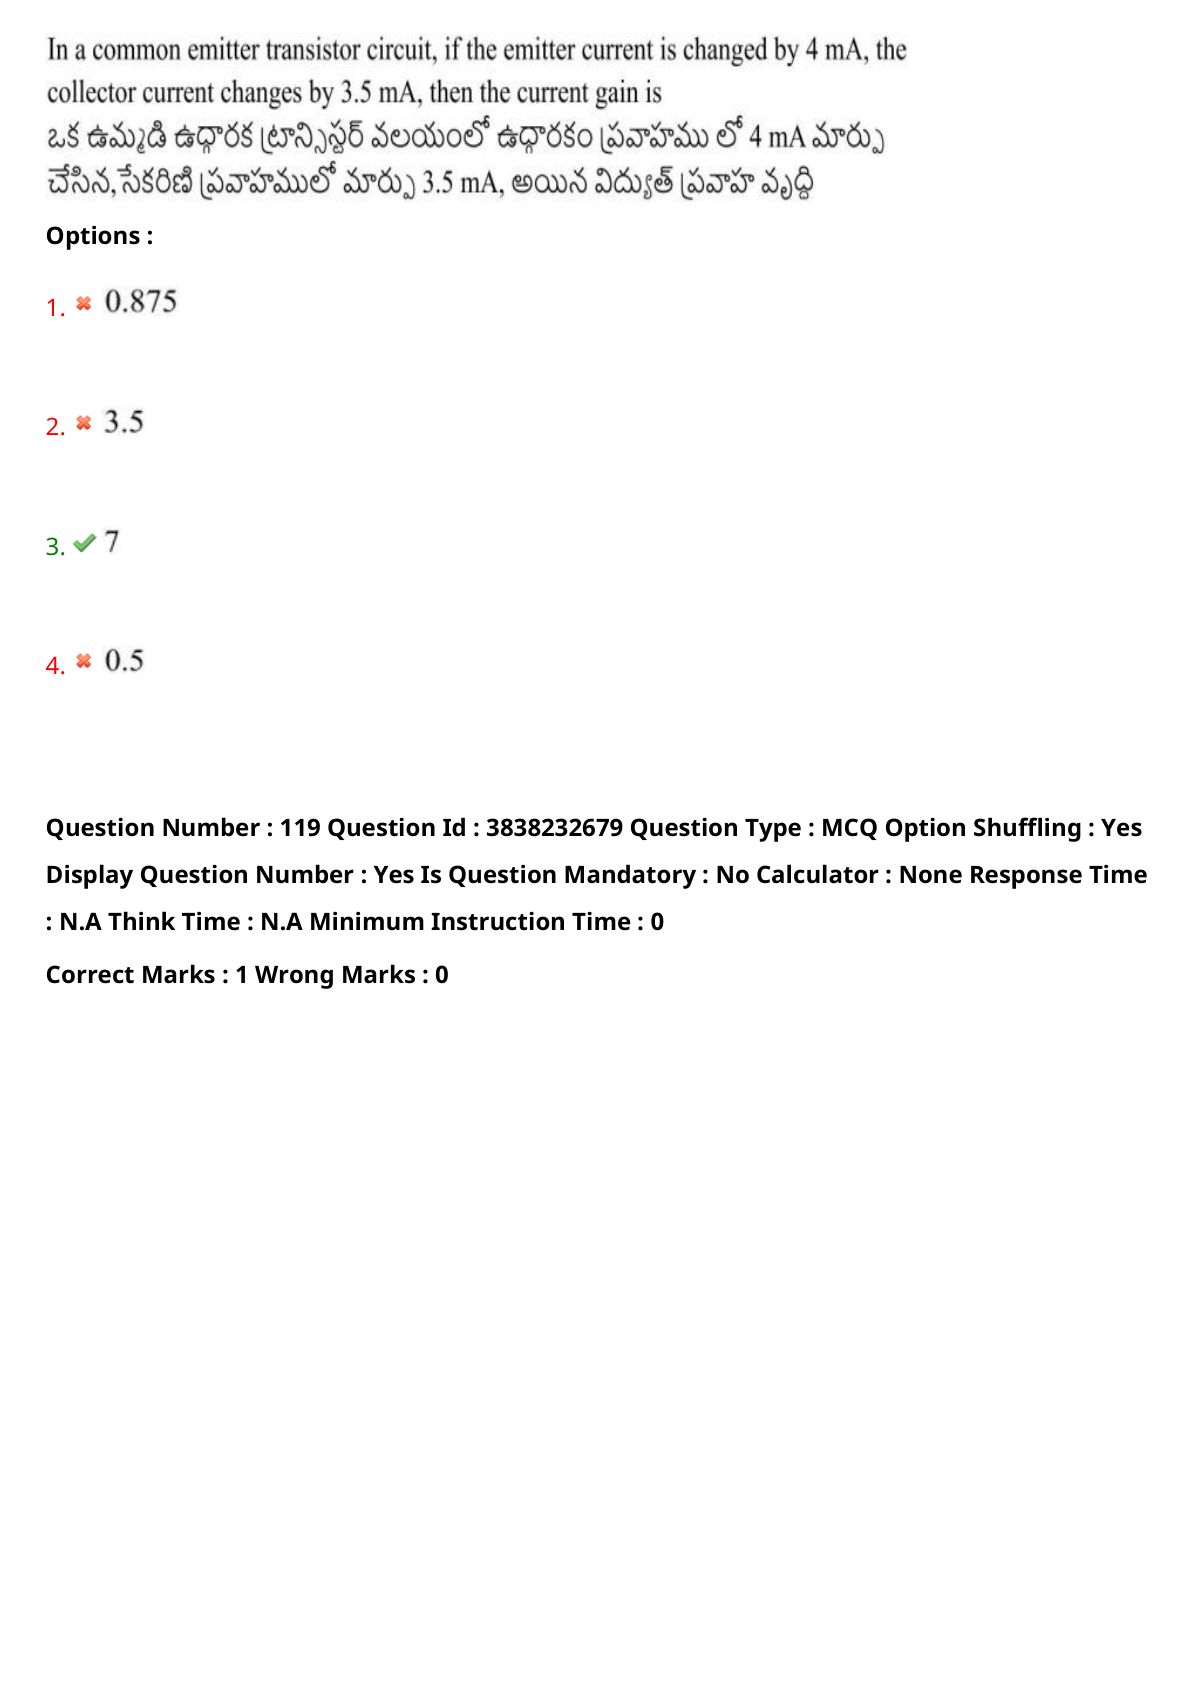 In a common emitter transistor circuit, if the emitter current is changed by 4 mA, the
collector current changes by 3.5 mA, then the current gain is
ఒక ఉమ్మడి ఉద్గారక ట్రాన్సిస్టర్ వలయంలో ఉద్గారకం ప్రవాహము లో 4 mA మార్పు
చేసిన,సేకరిణి ప్రవాహములో మార్పు 3.5 mA, అయిన విద్యుత్ ప్రవాహ వృద్ధి
Options :
1. 0.875
2. 3.5
3. 7
4. 0.5
Question Number : 119 Question Id : 3838232679 Question Type : MCQ Option Shuffling : Yes
Display Question Number : Yes Is Question Mandatory : No Calculator : None Response Time
: N.A Think Time : N.A Minimum Instruction Time : 0
Correct Marks : 1 Wrong Marks : 0